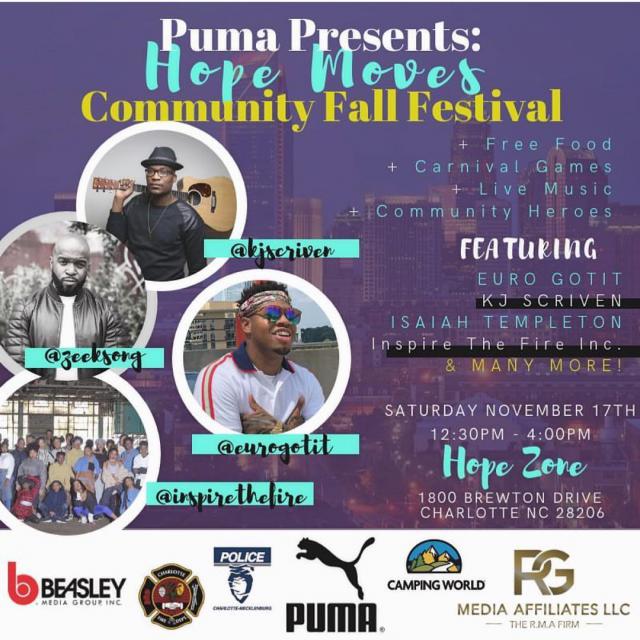 Puma Presents:
Hope Moves
Community Fall Festival
+ Free Food
+ Carnival Games
+ Live Music
+ Community Heroes
@kjscriven
FEATURING
EURO GOTIT
KJ SCRIVEN
ISAIAH TEMPLETON
Inspire The Fire Inc.
& MANY MORE!
@zeeksong
@eurogotit
@inspirethefire
SATURDAY NOVEMBER 17TH
12:30PM - 4:00PM
Hope Zone
1800 BREWTON DRIVE
CHARLOTTE NC 28206
b BEASLEY
MEDIA GROUP, INC.
CHARLOTTE
FIRE DEPT.
POLICE
CHARLOTTE-MECKLENBURG
PUMA
CAMPING WORLD
RG
MEDIA AFFILIATES LLC
THE R.M.A FIRM